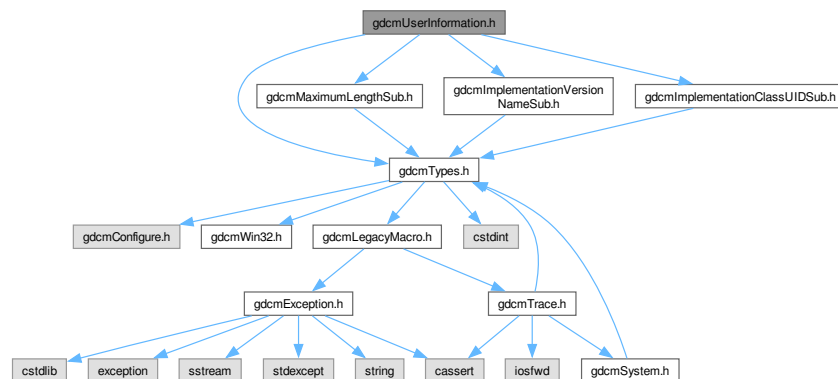 gdcmUserInformation.h
gdcmMaximumLengthSub.h
gdcmImplementationVersion
NameSub.h
gdcmImplementationClassUIDSub.h
gdcmTypes.h
gdcmConfigure.h
gdcmWin32.h
gdcmLegacyMacro.h
cstdint
gdcmException.h
gdcmTrace.h
cstdlib
exception
sstream
stdexcept
string
cassert
iosfwd
gdcmSystem.h